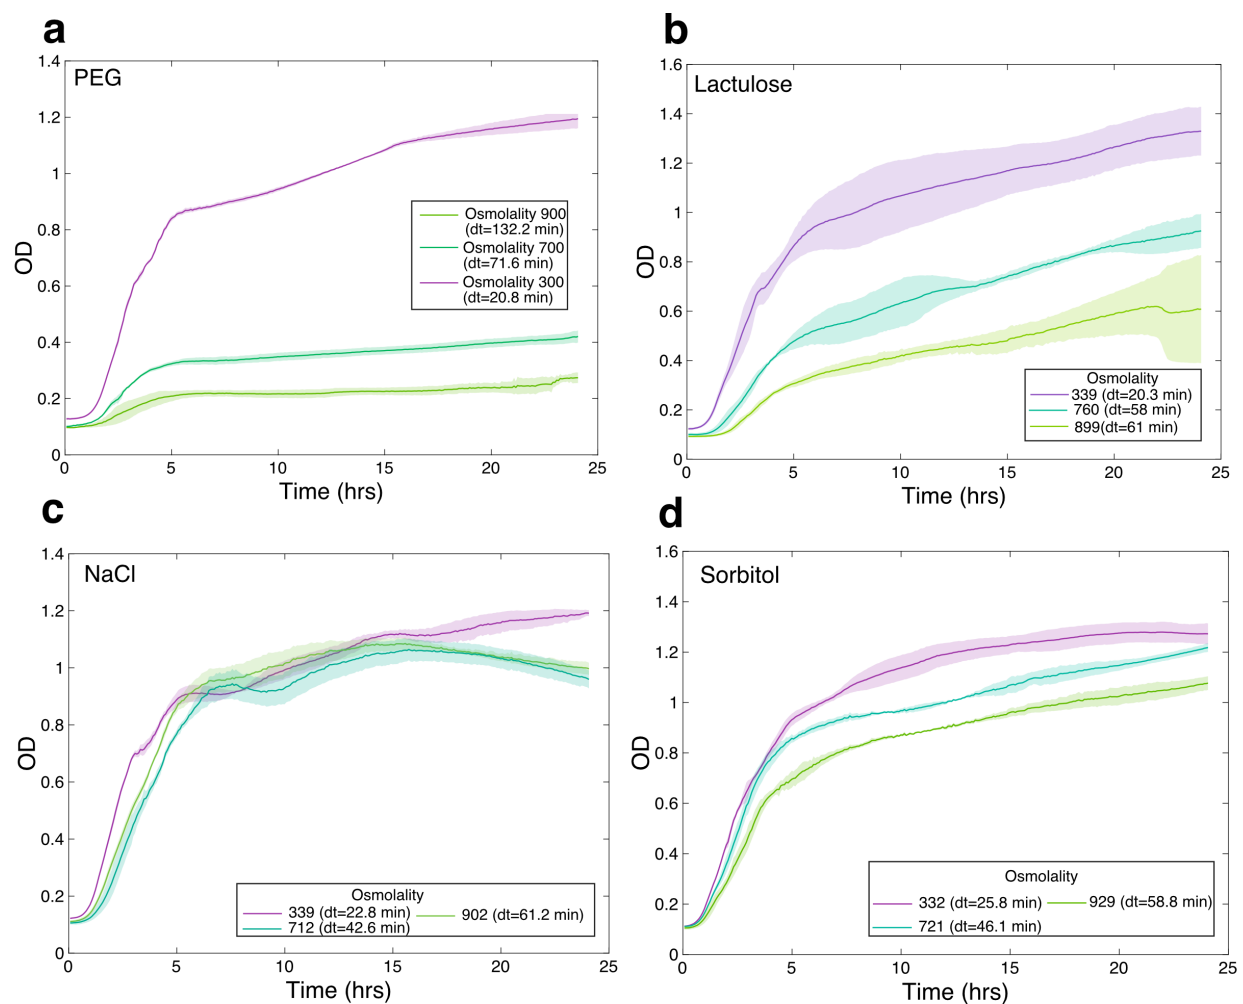 a
PEG
1.4
1.2
1
0.8
0.6
0.4
0.2
0
OD
0 5 10 15 20 25
Time (hrs)
Osmolality 900
(dt=132.2 min)
Osmolality 700
(dt=71.6 min)
Osmolality 300
(dt=20.8 min)
b
Lactulose
1.6
1.4
1.2
1
0.8
0.6
0.4
0.2
0
OD
0 5 10 15 20 25
Time (hrs)
Osmolality
339 (dt=20.3 min)
760 (dt=58 min)
899(dt=61 min)
c
NaCl
1.4
1.2
1
0.8
0.6
0.4
0.2
0
OD
0 5 10 15 20 25
Time (hrs)
Osmolality
339 (dt=22.8 min) 902 (dt=61.2 min)
712 (dt=42.6 min)
d
Sorbitol
1.6
1.4
1.2
1
0.8
0.6
0.4
0.2
0
OD
0 5 10 15 20 25
Time (hrs)
Osmolality
332 (dt=25.8 min) 929 (dt=58.8 min)
721 (dt=46.1 min)